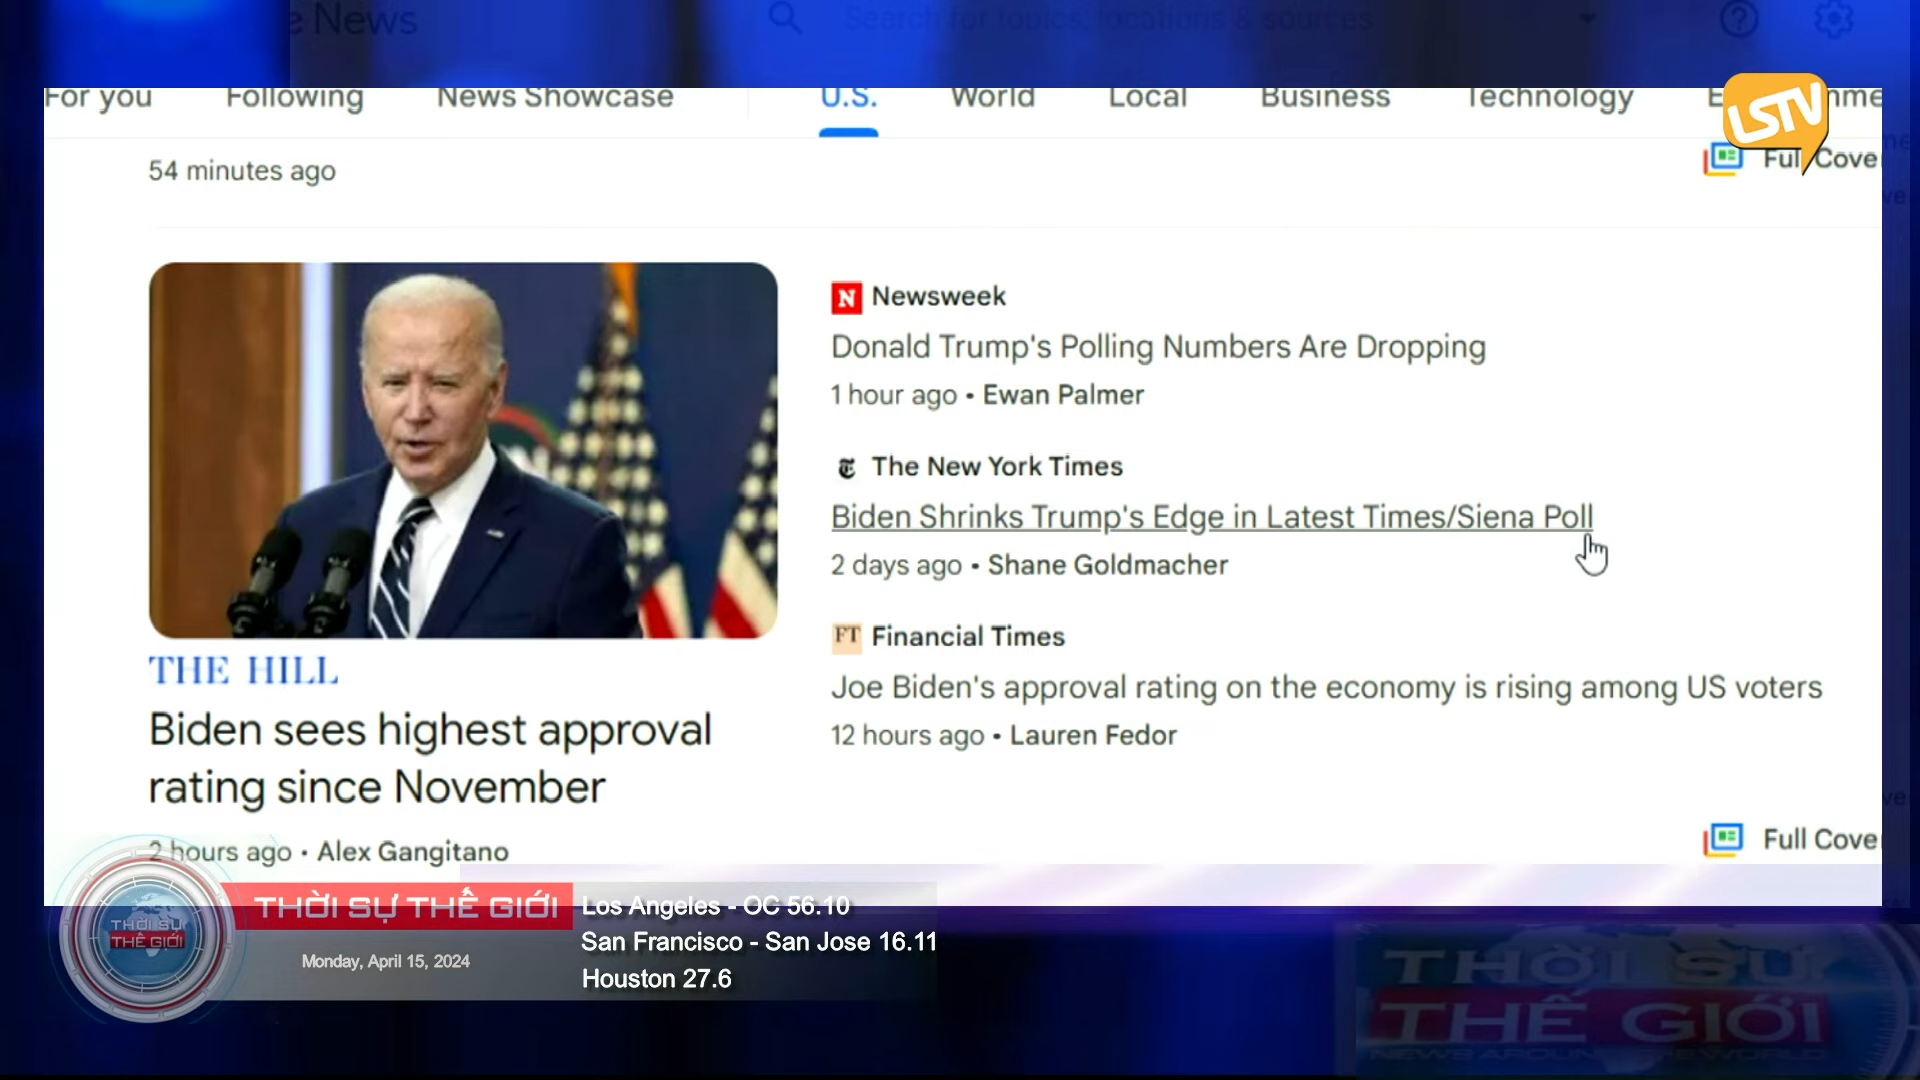 e News
Search for topics, locations & sources
For you Following News Showcase U.S. World Local Business Technology
LSTV
54 minutes ago
Full Cove
Newsweek
Donald Trump's Polling Numbers Are Dropping
1 hour ago • Ewan Palmer
The New York Times
Biden Shrinks Trump's Edge in Latest Times/Siena Poll
2 days ago • Shane Goldmacher
FT Financial Times
Joe Biden's approval rating on the economy is rising among US voters
12 hours ago • Lauren Fedor
THE HILL
Biden sees highest approval
rating since November
2 hours ago • Alex Gangitano
Full Cove
THỜI SỰ
THẾ GIỚI
THỜI SỰ THẾ GIỚI
Monday, April 15, 2024
Los Angeles - OC 56.10
San Francisco - San Jose 16.11
Houston 27.6
THỜI SỰ
THẾ GIỚI
NEWS AROUND THE WORLD